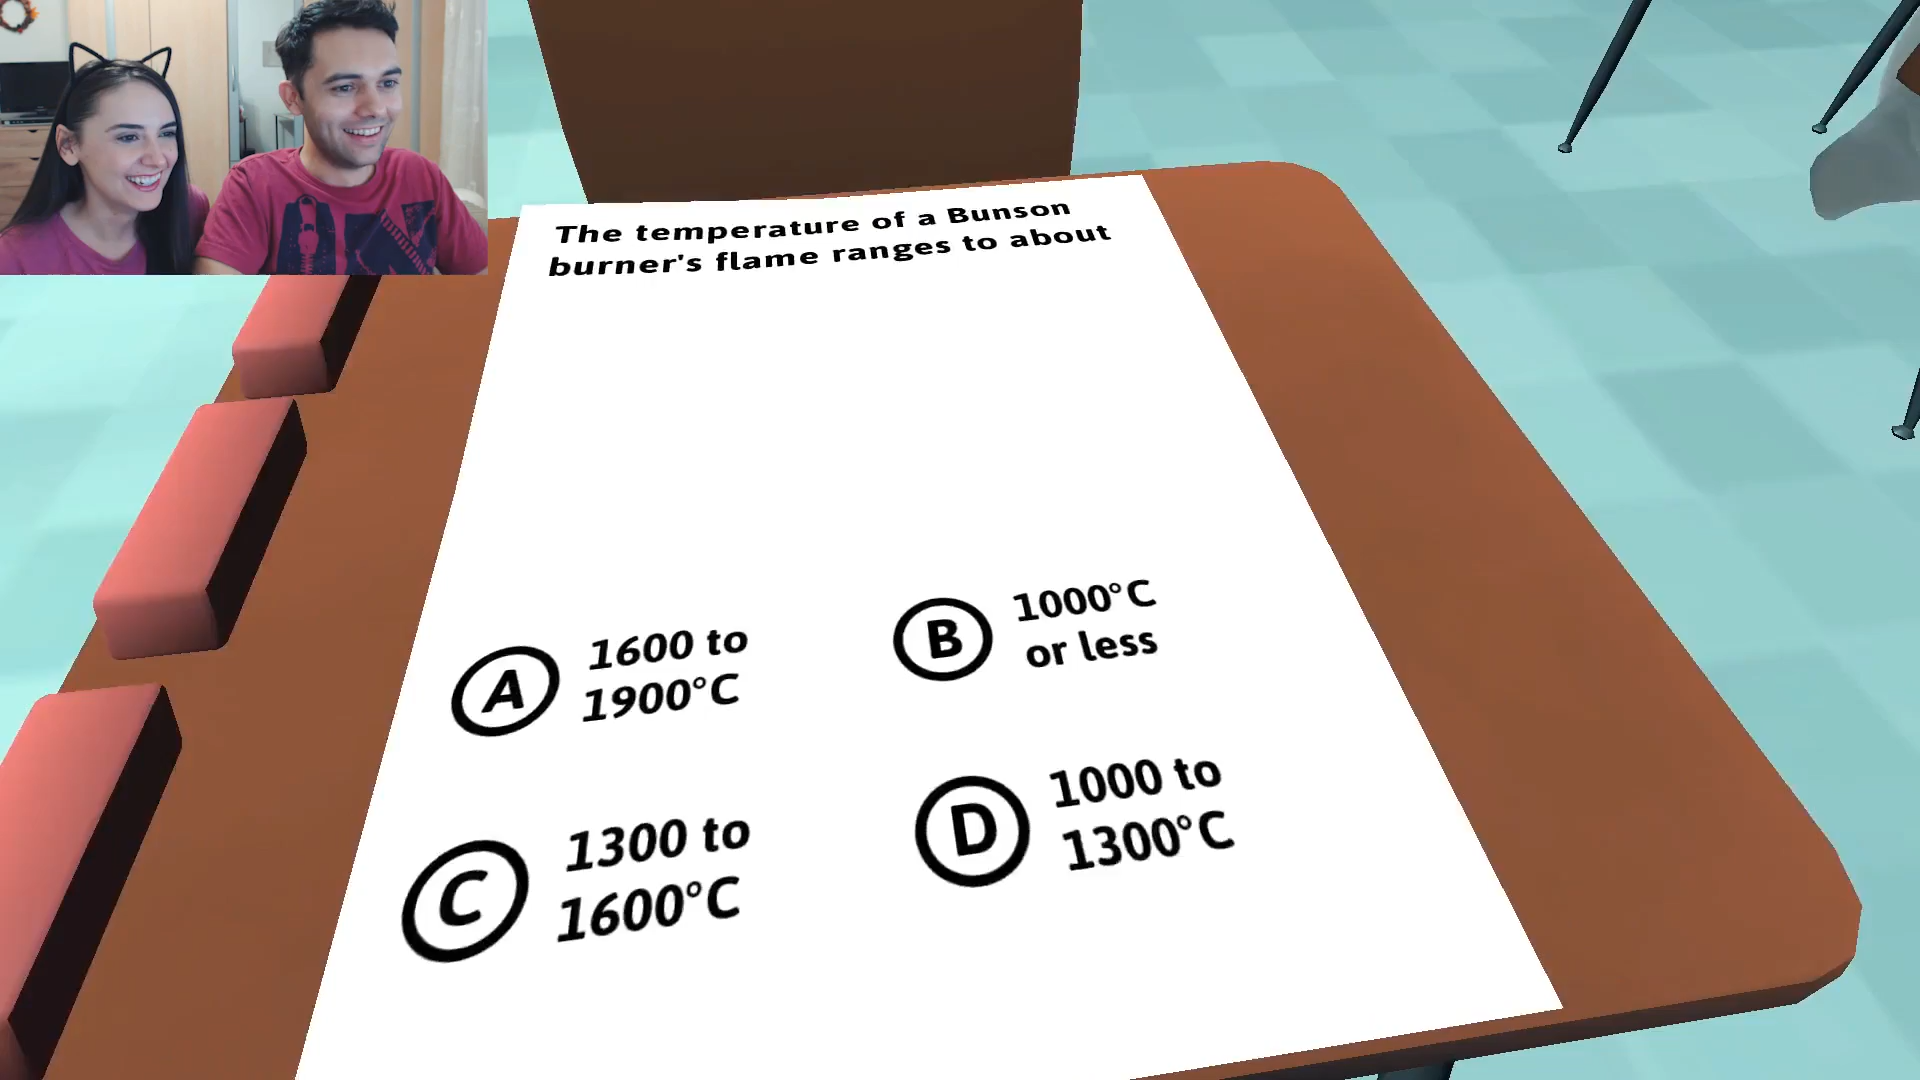 The temperature of a Bunson
burner's flame ranges to about
A
1600 to
1900°C
B
1000°C
or less
C
1300 to
1600°C
D
1000 to
1300°C